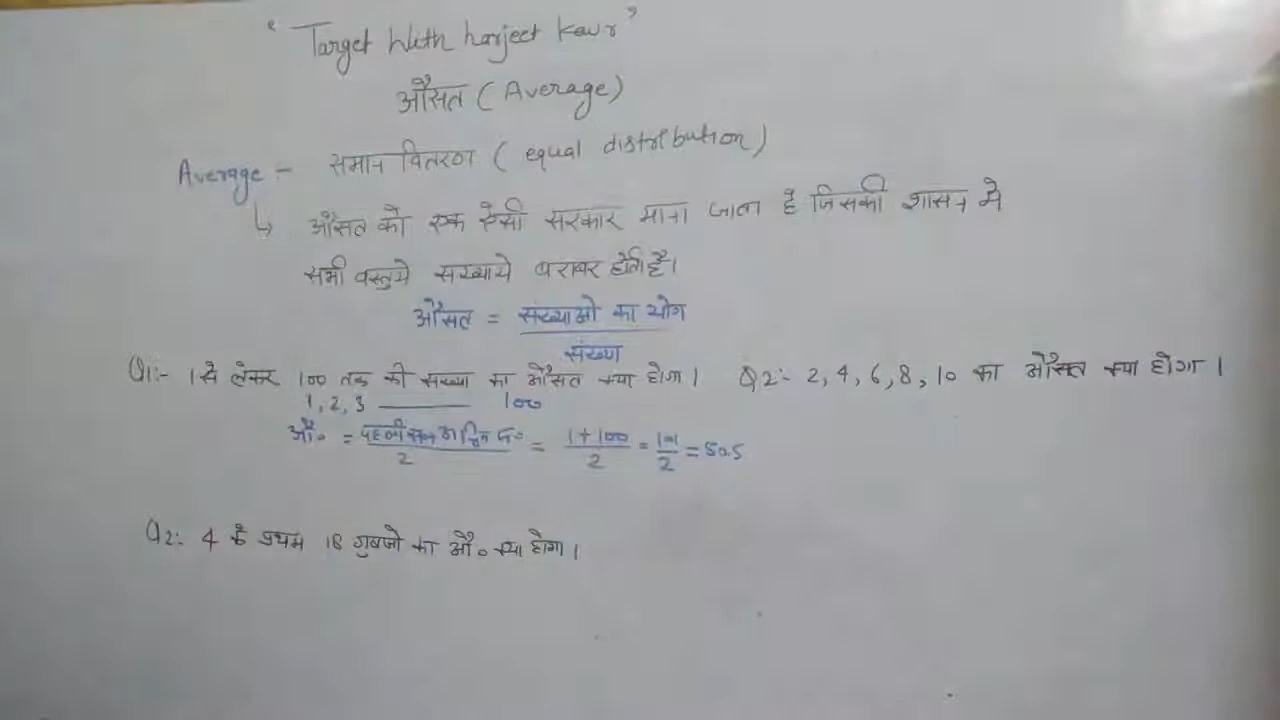 "Target With harjeet Kaur"
औसत (Average)
Average :- समान वितरण (equal distribution)
↳ औसत को एक ऐसी सरकार माना जाता है जिसकी शासन मे
सभी वस्तुये सख्याये बराबर होती है।
औसत = संख्याओ का योग
संख्या
Q1:- 1 से लेकर 100 तक की सख्या का औसत क्या होगा। Q2:- 2, 4, 6, 8, 10 का औसत क्या होगा।
1, 2, 3 ——— 100
औ० = पहली सं० / 2 = 1+100 / 2 = 101 / 2 = 50.5
Q2: 4 के प्रथम 18 गुणजो का औ० क्या होगा।